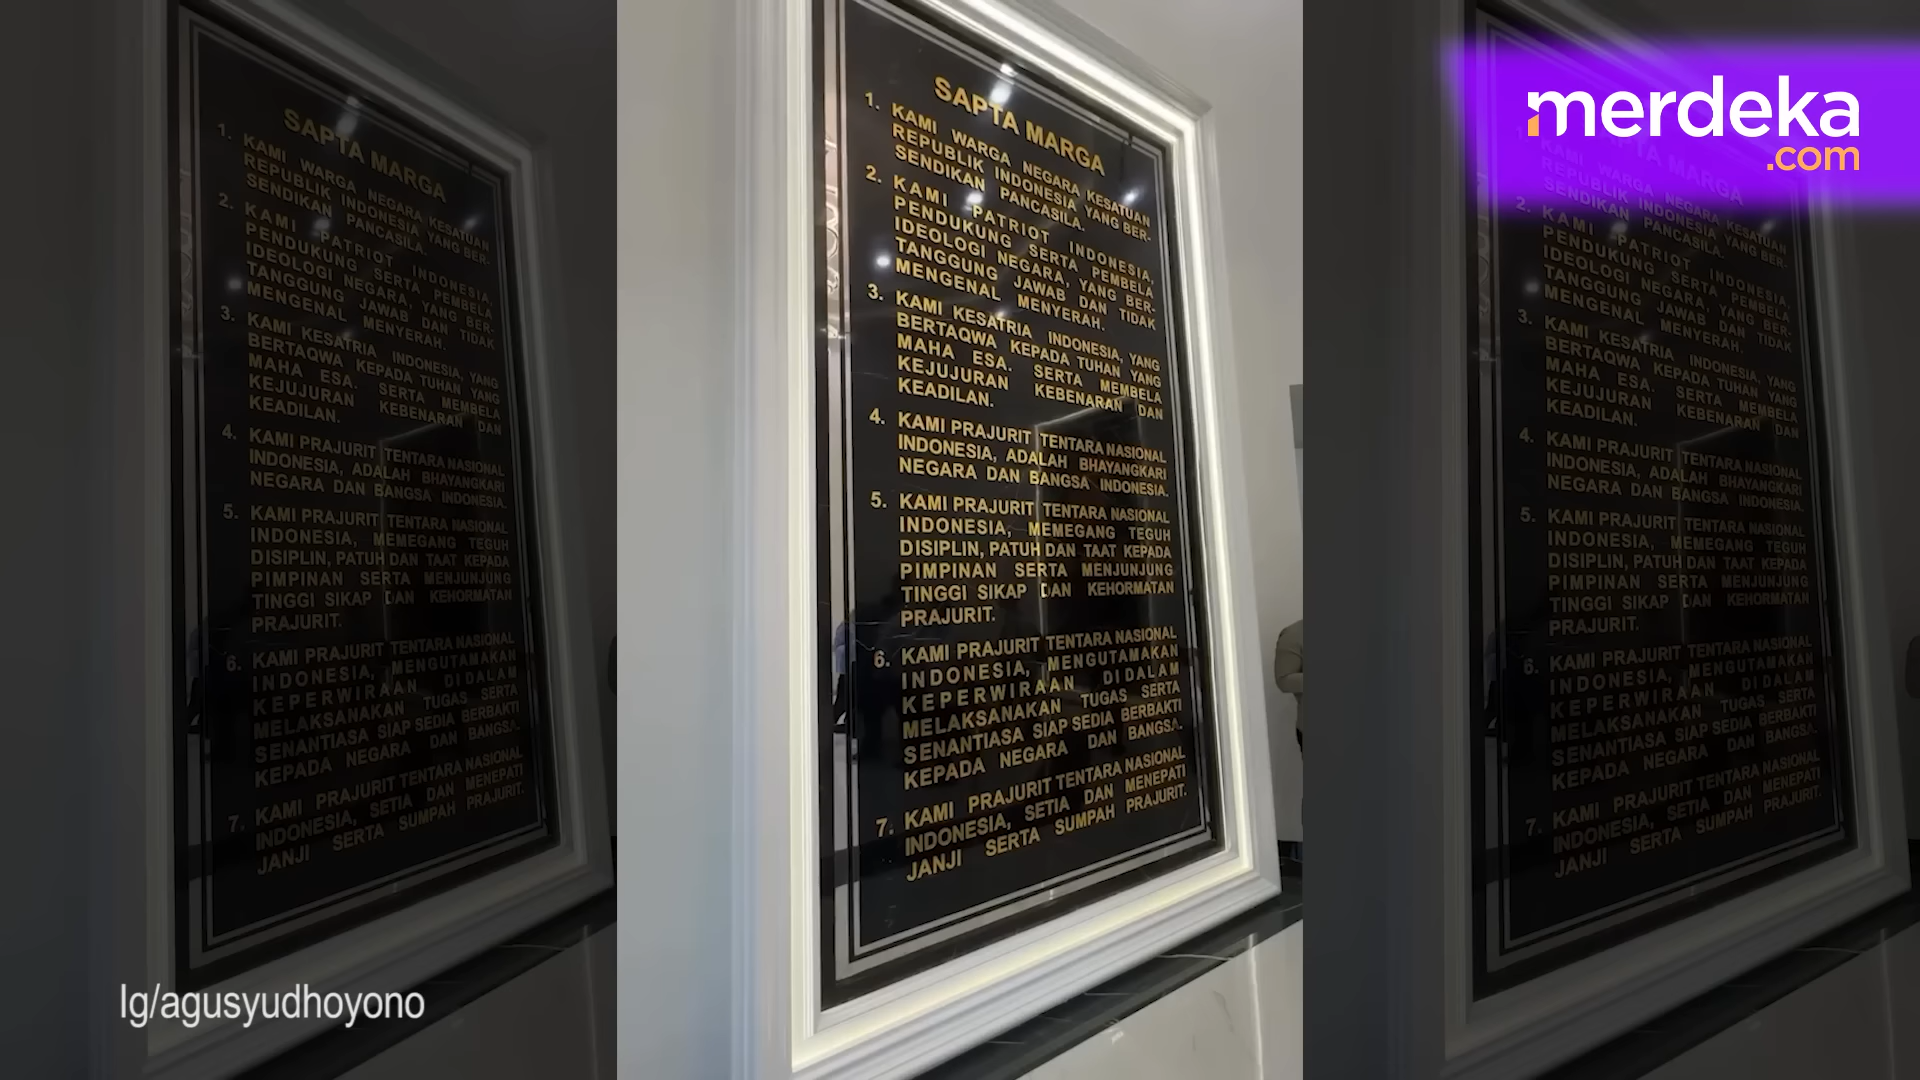 SAPTA MARGA
1. KAMI WARGA NEGARA KESATUAN
REPUBLIK INDONESIA YANG BER-
SENDIKAN PANCASILA.
2. KAMI PATRIOT INDONESIA,
PENDUKUNG SERTA PEMBELA
IDEOLOGI NEGARA, YANG BER-
TANGGUNG JAWAB DAN TIDAK
MENGENAL MENYERAH.
3. KAMI KESATRIA INDONESIA, YANG
BERTAQWA KEPADA TUHAN YANG
MAHA ESA. SERTA MEMBELA
KEJUJURAN KEBENARAN DAN
KEADILAN.
4. KAMI PRAJURIT TENTARA NASIONAL
INDONESIA, ADALAH BHAYANGKARI
NEGARA DAN BANGSA INDONESIA.
5. KAMI PRAJURIT TENTARA NASIONAL
INDONESIA, MEMEGANG TEGUH
DISIPLIN, PATUH DAN TAAT KEPADA
PIMPINAN SERTA MENJUNJUNG
TINGGI SIKAP DAN KEHORMATAN
PRAJURIT.
6. KAMI PRAJURIT TENTARA NASIONAL
INDONESIA, MENGUTAMAKAN
KEPERWIRAAN DIDALAM
MELAKSANAKAN TUGAS SERTA
SENANTIASA SIAP SEDIA BERBAKTI
KEPADA NEGARA DAN BANGSA.
7. KAMI PRAJURIT TENTARA NASIONAL
INDONESIA, SETIA DAN MENEPATI
JANJI SERTA SUMPAH PRAJURIT.
merdeka
.com
Ig/agusyudhoyono